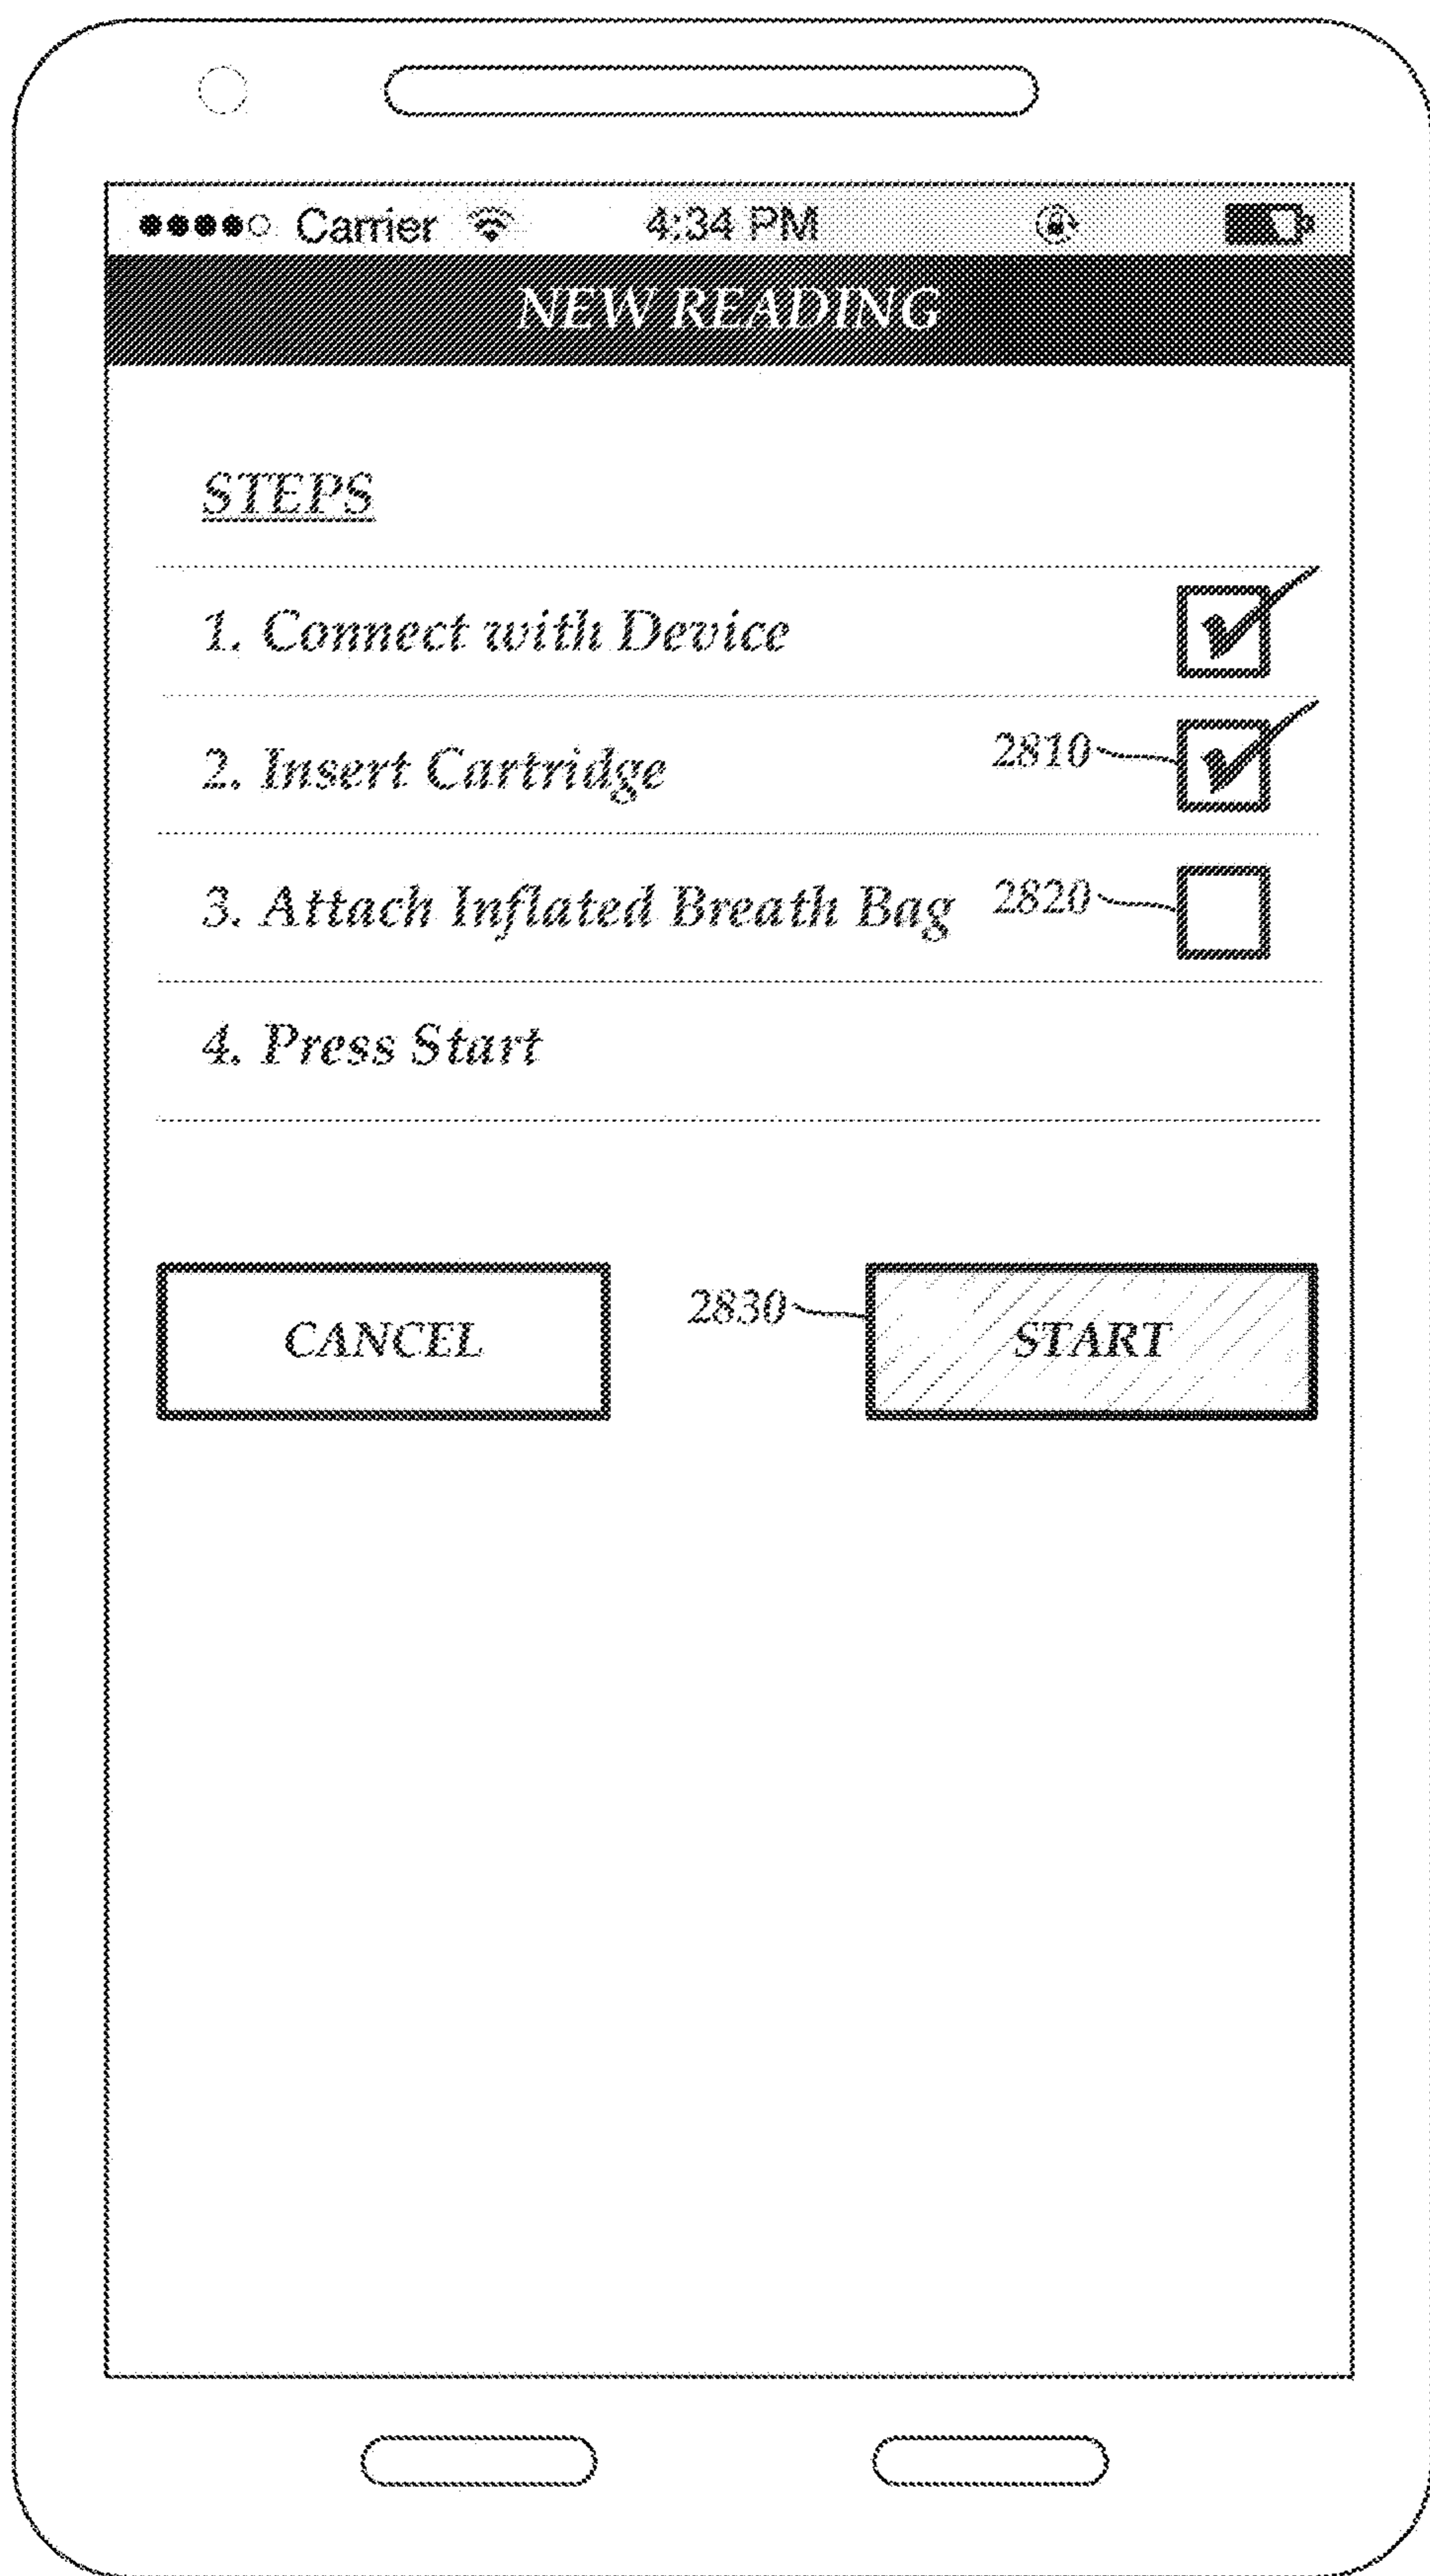 Carrier 4:34 PM
NEW READING
STEPS
1. Connect with Device
2. Insert Cartridge 2810
3. Attach Inflated Breath Bag 2820
4. Press Start
CANCEL 2830 START